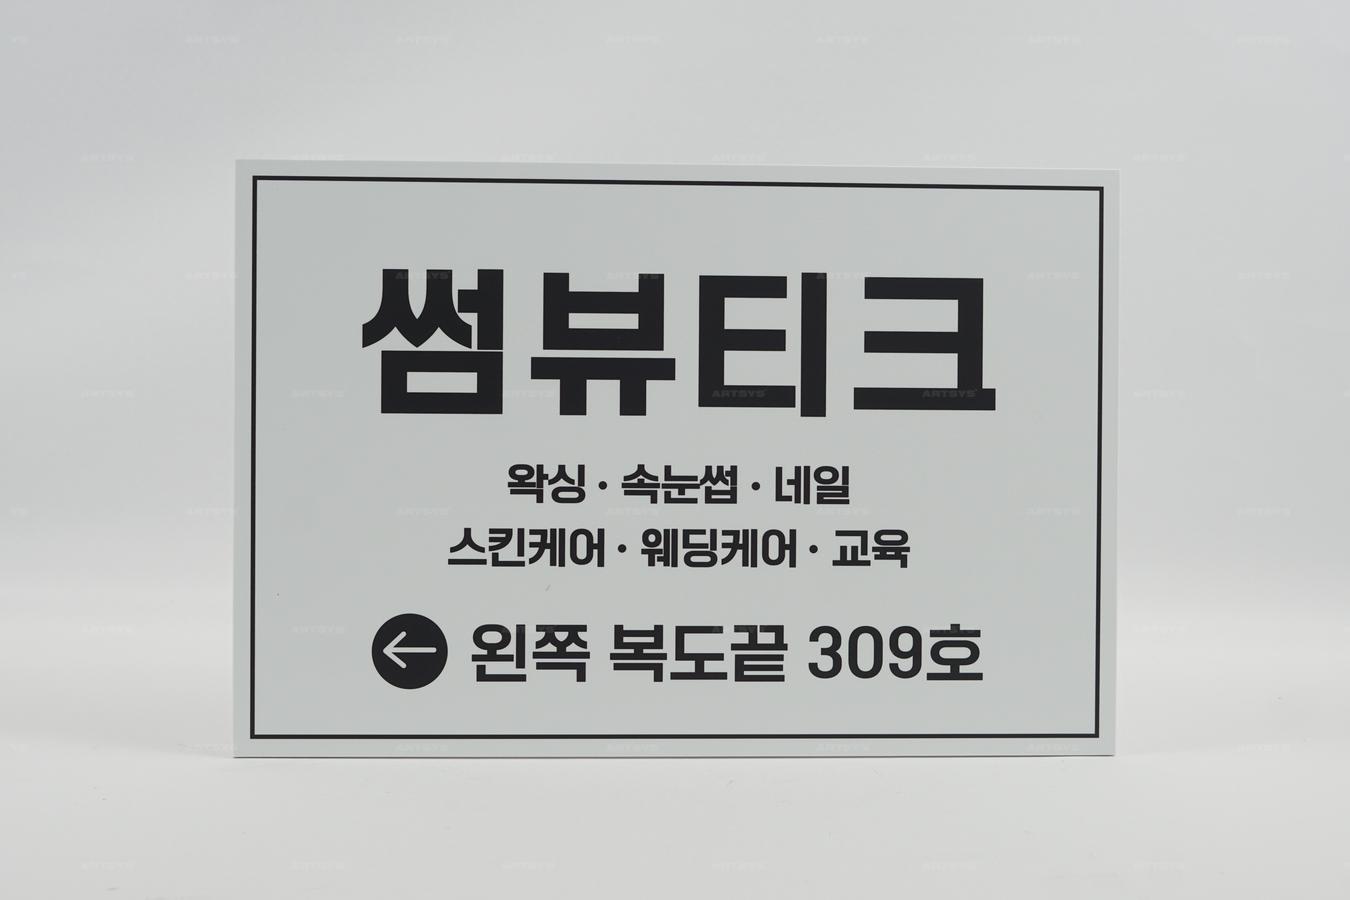 썸뷰티크
왁싱 · 속눈썹 · 네일
스킨케어 · 웨딩케어 · 교육
← 왼쪽 복도끝 309호
ARTSYS